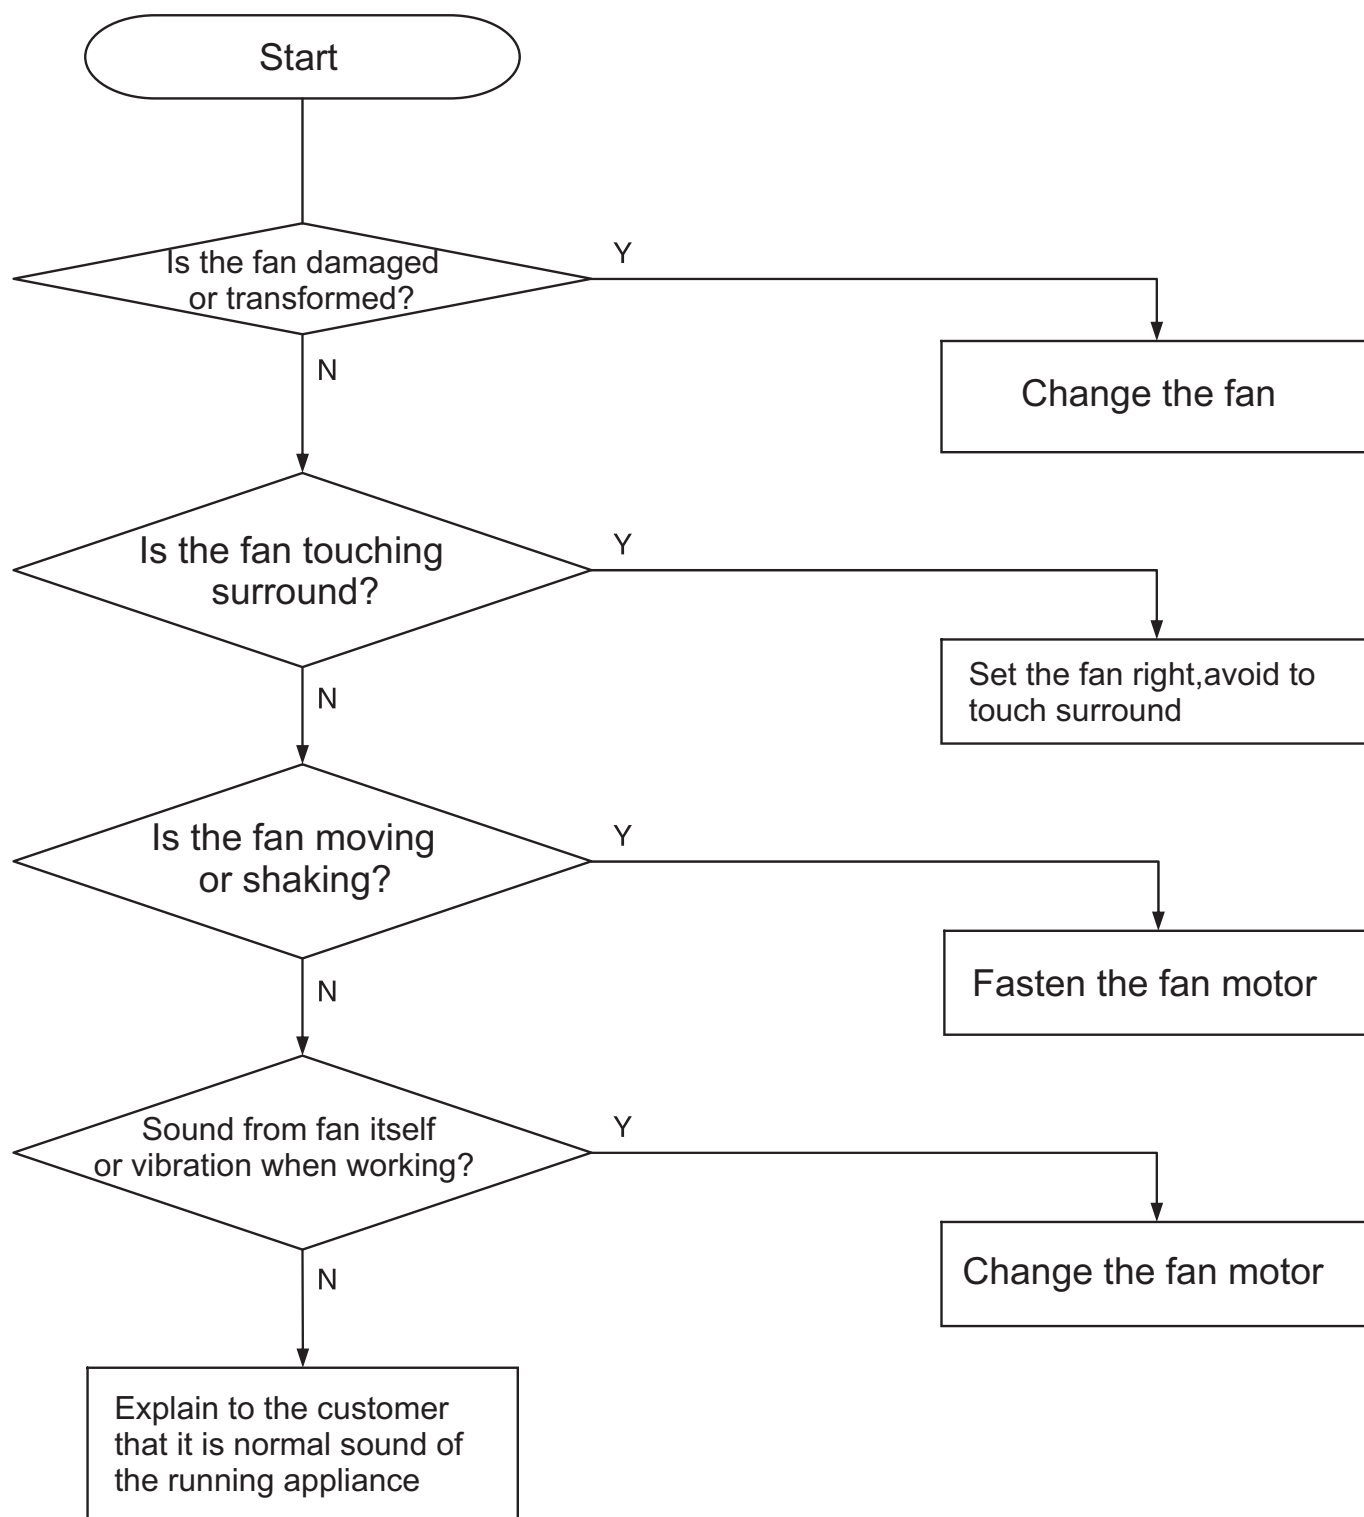 Start
Is the fan damaged
or transformed?
Y
Change the fan
N
Is the fan touching
surround?
Y
Set the fan right,avoid to
touch surround
N
Is the fan moving
or shaking?
Y
Fasten the fan motor
N
Sound from fan itself
or vibration when working?
Y
Change the fan motor
N
Explain to the customer
that it is normal sound of
the running appliance